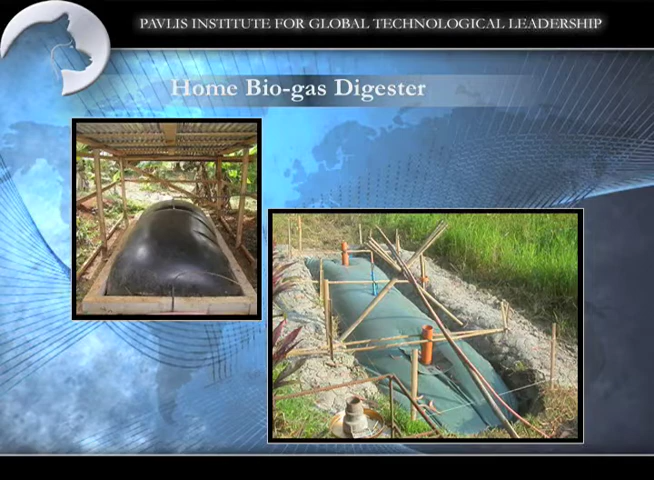 PAVLIS INSTITUTE FOR GLOBAL TECHNOLOGICAL LEADERSHIP
Home Bio-gas Digester